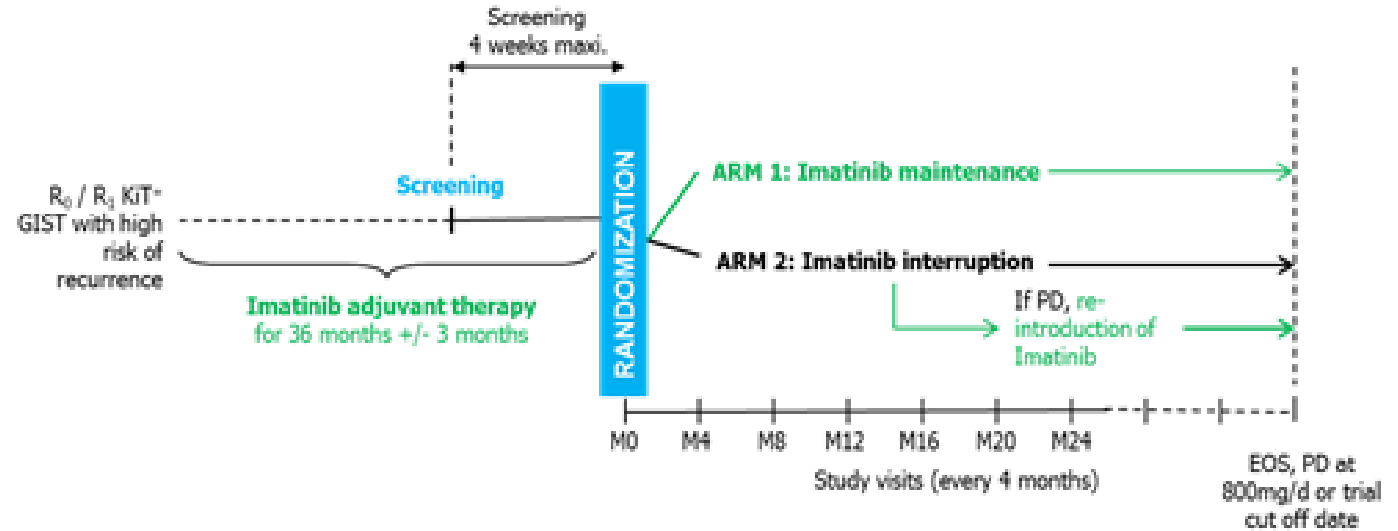 Screening
4 weeks maxi.
Screening
R₀ / R₁ KiT⁺
GIST with high
risk of
recurrence
Imatinib adjuvant therapy
for 36 months +/- 3 months
RANDOMIZATION
ARM 1: Imatinib maintenance
ARM 2: Imatinib interruption
If PD, re-
introduction of
Imatinib
M0 M4 M8 M12 M16 M20 M24
Study visits (every 4 months)
EOS, PD at
800mg/d or trial
cut off date